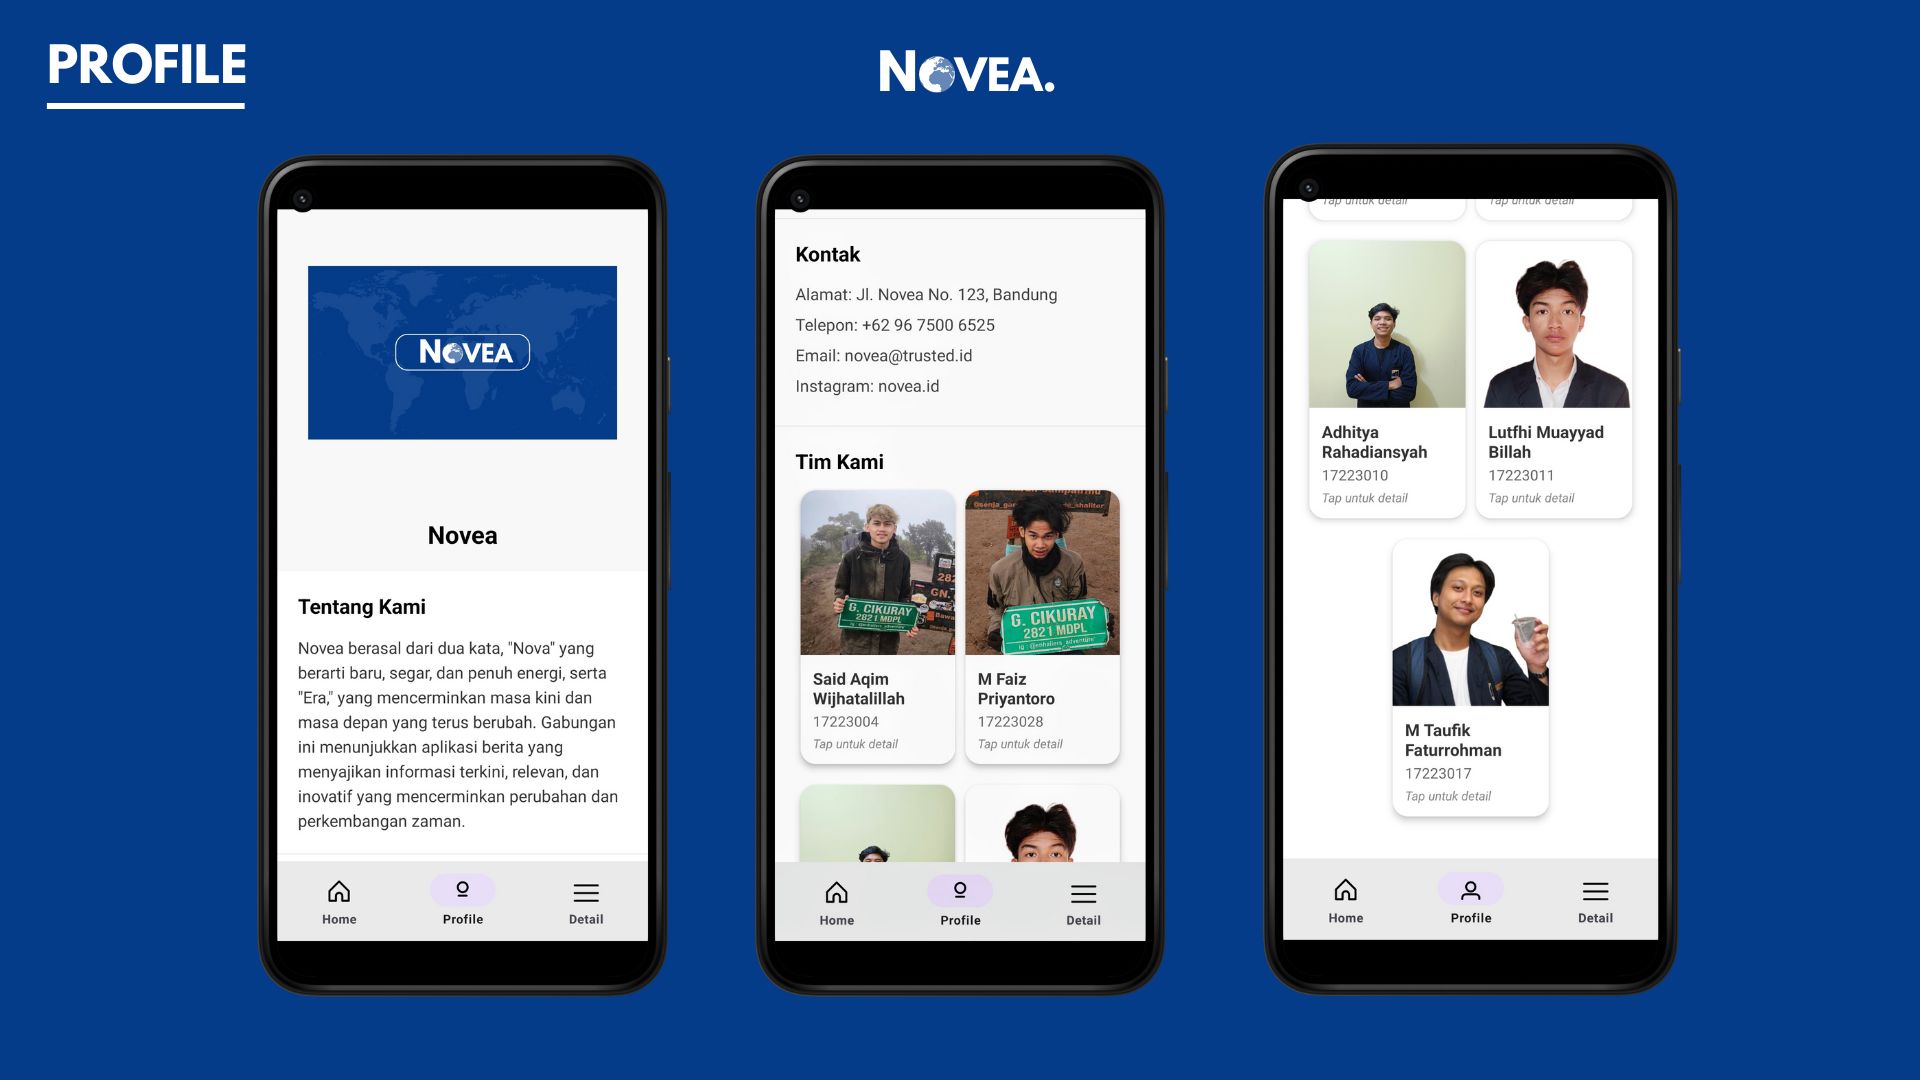 PROFILE
NOVEA.
NOVEA
Novea
Tentang Kami
Novea berasal dari dua kata, "Nova" yang
berarti baru, segar, dan penuh energi, serta
"Era," yang mencerminkan masa kini dan
masa depan yang terus berubah. Gabungan
ini menunjukkan aplikasi berita yang
menyajikan informasi terkini, relevan, dan
inovatif yang mencerminkan perubahan dan
perkembangan zaman.
Home
Profile
Detail
Kontak
Alamat: Jl. Novea No. 123, Bandung
Telepon: +62 96 7500 6525
Email: novea@trusted.id
Instagram: novea.id
Tim Kami
G. CIKURAY
2821 MDPL
282
GN.
G. CIKURAY
2821 MDPL
Said Aqim
Wijhatalillah
17223004
Tap untuk detail
M Faiz
Priyantoro
17223028
Tap untuk detail
Home
Profile
Detail
Tap untuk detail
Tap untuk detail
Adhitya
Rahadiansyah
17223010
Tap untuk detail
Lutfhi Muayyad
Billah
17223011
Tap untuk detail
M Taufik
Faturrohman
17223017
Tap untuk detail
Home
Profile
Detail